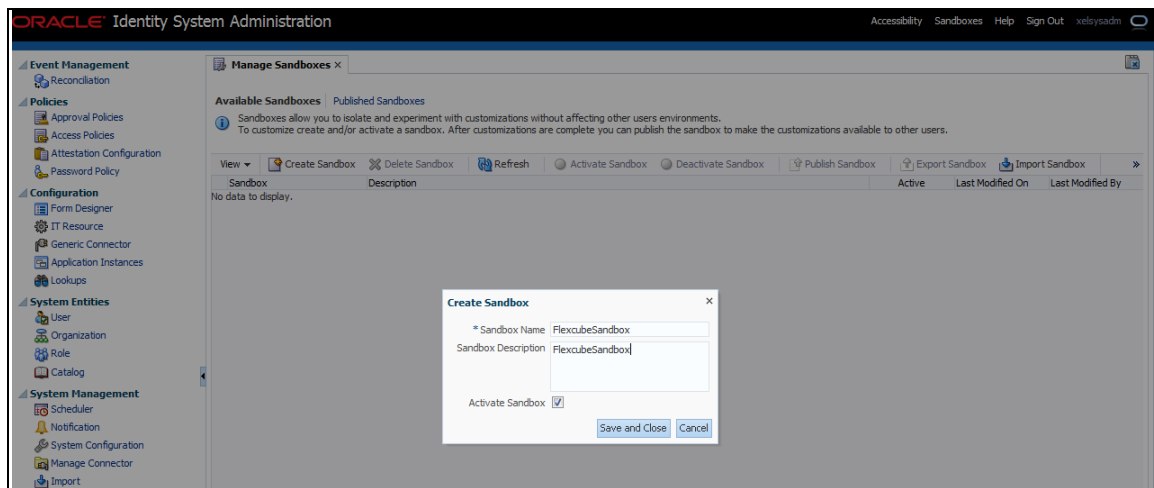 ORACLE Identity System Administration
Accessibility Sandboxes Help Sign Out xelsysadm
Event Management
Reconciliation
Policies
Approval Policies
Access Policies
Attestation Configuration
Password Policy
Configuration
Form Designer
IT Resource
Generic Connector
Application Instances
Lookups
System Entities
User
Organization
Role
Catalog
System Management
Scheduler
Notification
System Configuration
Manage Connector
Import
Manage Sandboxes ×
Available Sandboxes Published Sandboxes
Sandboxes allow you to isolate and experiment with customizations without affecting other users environments.
To customize create and/or activate a sandbox. After customizations are complete you can publish the sandbox to make the customizations available to other users.
View Create Sandbox Delete Sandbox Refresh Activate Sandbox Deactivate Sandbox Publish Sandbox Export Sandbox Import Sandbox »
Sandbox Description Active Last Modified On Last Modified By
No data to display.
Create Sandbox ×
* Sandbox Name FlexcubeSandbox
Sandbox Description FlexcubeSandbox
Activate Sandbox
Save and Close Cancel